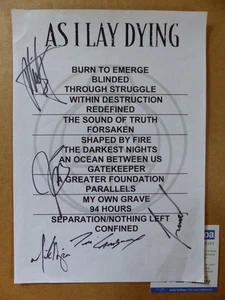 AS I LAY DYING
BURN TO EMERGE
BLINDED
THROUGH STRUGGLE
WITHIN DESTRUCTION
REDEFINED
THE SOUND OF TRUTH
FORSAKEN
SHAPED BY FIRE
THE DARKEST NIGHTS
AN OCEAN BETWEEN US
GATEKEEPER
A GREATER FOUNDATION
PARALLELS
MY OWN GRAVE
94 HOURS
SEPARATION/NOTHING LEFT
CONFINED